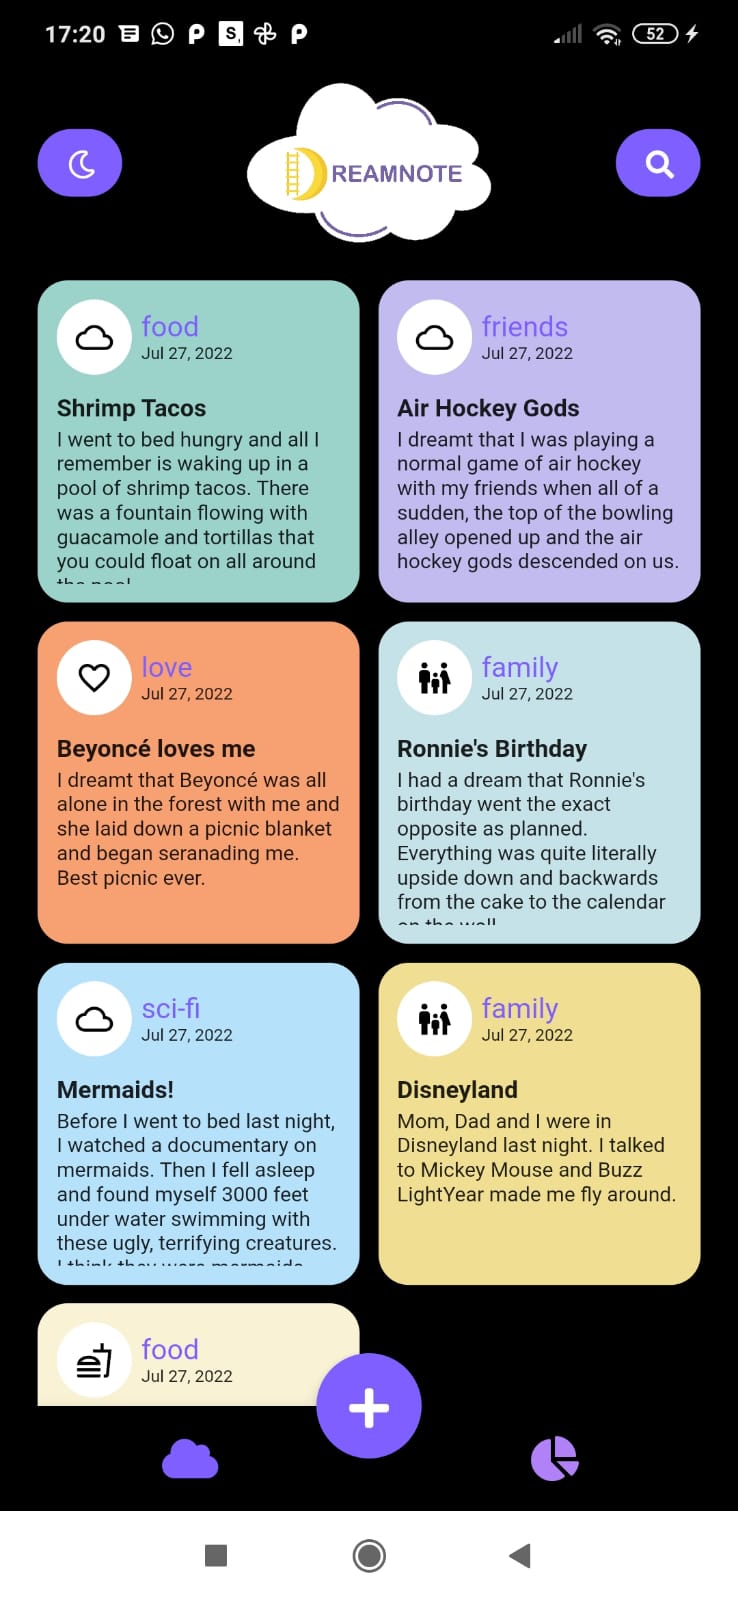 17:20
52
REAMNOTE
food
Jul 27, 2022
Shrimp Tacos
I went to bed hungry and all I
remember is waking up in a
pool of shrimp tacos. There
was a fountain flowing with
guacamole and tortillas that
you could float on all around
friends
Jul 27, 2022
Air Hockey Gods
I dreamt that I was playing a
normal game of air hockey
with my friends when all of a
sudden, the top of the bowling
alley opened up and the air
hockey gods descended on us.
love
Jul 27, 2022
Beyoncé loves me
I dreamt that Beyoncé was all
alone in the forest with me and
she laid down a picnic blanket
and began seranading me.
Best picnic ever.
family
Jul 27, 2022
Ronnie's Birthday
I had a dream that Ronnie's
birthday went the exact
opposite as planned.
Everything was quite literally
upside down and backwards
from the cake to the calendar
sci-fi
Jul 27, 2022
Mermaids!
Before I went to bed last night,
I watched a documentary on
mermaids. Then I fell asleep
and found myself 3000 feet
under water swimming with
these ugly, terrifying creatures.
family
Jul 27, 2022
Disneyland
Mom, Dad and I were in
Disneyland last night. I talked
to Mickey Mouse and Buzz
LightYear made me fly around.
food
Jul 27, 2022